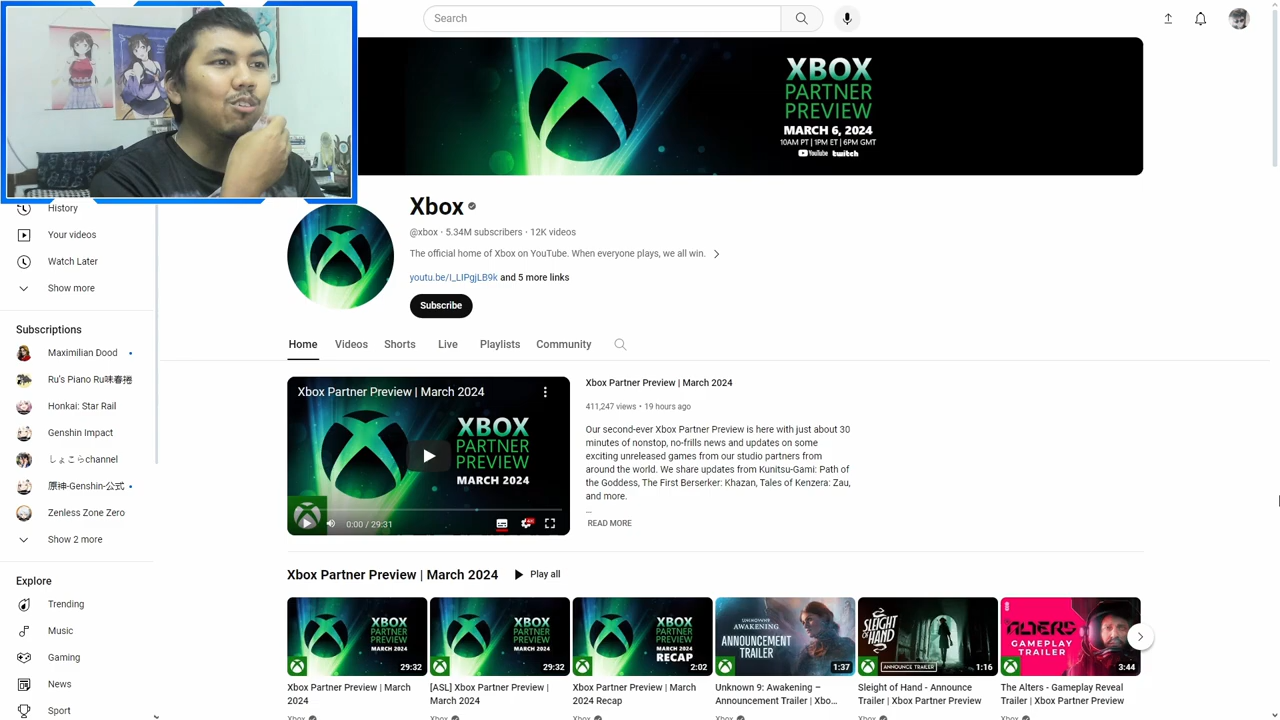 Search
XBOX
PARTNER
PREVIEW
MARCH 6, 2024
10AM PT | 1PM ET | 6PM GMT
YouTube twitch
History
Your videos
Watch Later
Show more
Subscriptions
Maximilian Dood
Ru's Piano Ru味春捲
Honkai: Star Rail
Genshin Impact
しょこらchannel
原神-Genshin-公式
Zenless Zone Zero
Show 2 more
Explore
Trending
Music
Gaming
News
Sport
Xbox
@xbox · 5.34M subscribers · 12K videos
The official home of Xbox on YouTube. When everyone plays, we all win.
youtu.be/I_LIPgjLB9k and 5 more links
Subscribe
Home Videos Shorts Live Playlists Community
Xbox Partner Preview | March 2024
XBOX
PARTNER
PREVIEW
MARCH 2024
0:00 / 29:31
Xbox Partner Preview | March 2024
411,247 views • 19 hours ago
Our second-ever Xbox Partner Preview is here with just about 30
minutes of nonstop, no-frills news and updates on some
exciting unreleased games from our studio partners from
around the world. We share updates from Kunitsu-Gami: Path of
the Goddess, The First Berserker: Khazan, Tales of Kenzera: Zau,
and more.
...
READ MORE
Xbox Partner Preview | March 2024 Play all
XBOX
PARTNER
PREVIEW
MARCH 2024
29:32
Xbox Partner Preview | March
2024
Xbox
XBOX
PARTNER
PREVIEW
MARCH 2024
29:32
[ASL] Xbox Partner Preview |
March 2024
Xbox
XBOX
PARTNER
PREVIEW
MARCH 2024
RECAP
2:02
Xbox Partner Preview | March
2024 Recap
Xbox
UNKNOWN 9
AWAKENING
ANNOUNCEMENT
TRAILER
1:37
Unknown 9: Awakening –
Announcement Trailer | Xbo...
Xbox
SLEIGHT
OF
HAND
ANNOUNCE TRAILER
1:16
Sleight of Hand - Announce
Trailer | Xbox Partner Preview
Xbox
THE ALTERS
GAMEPLAY
TRAILER
3:44
The Alters - Gameplay Reveal
Trailer | Xbox Partner Preview
Xbox